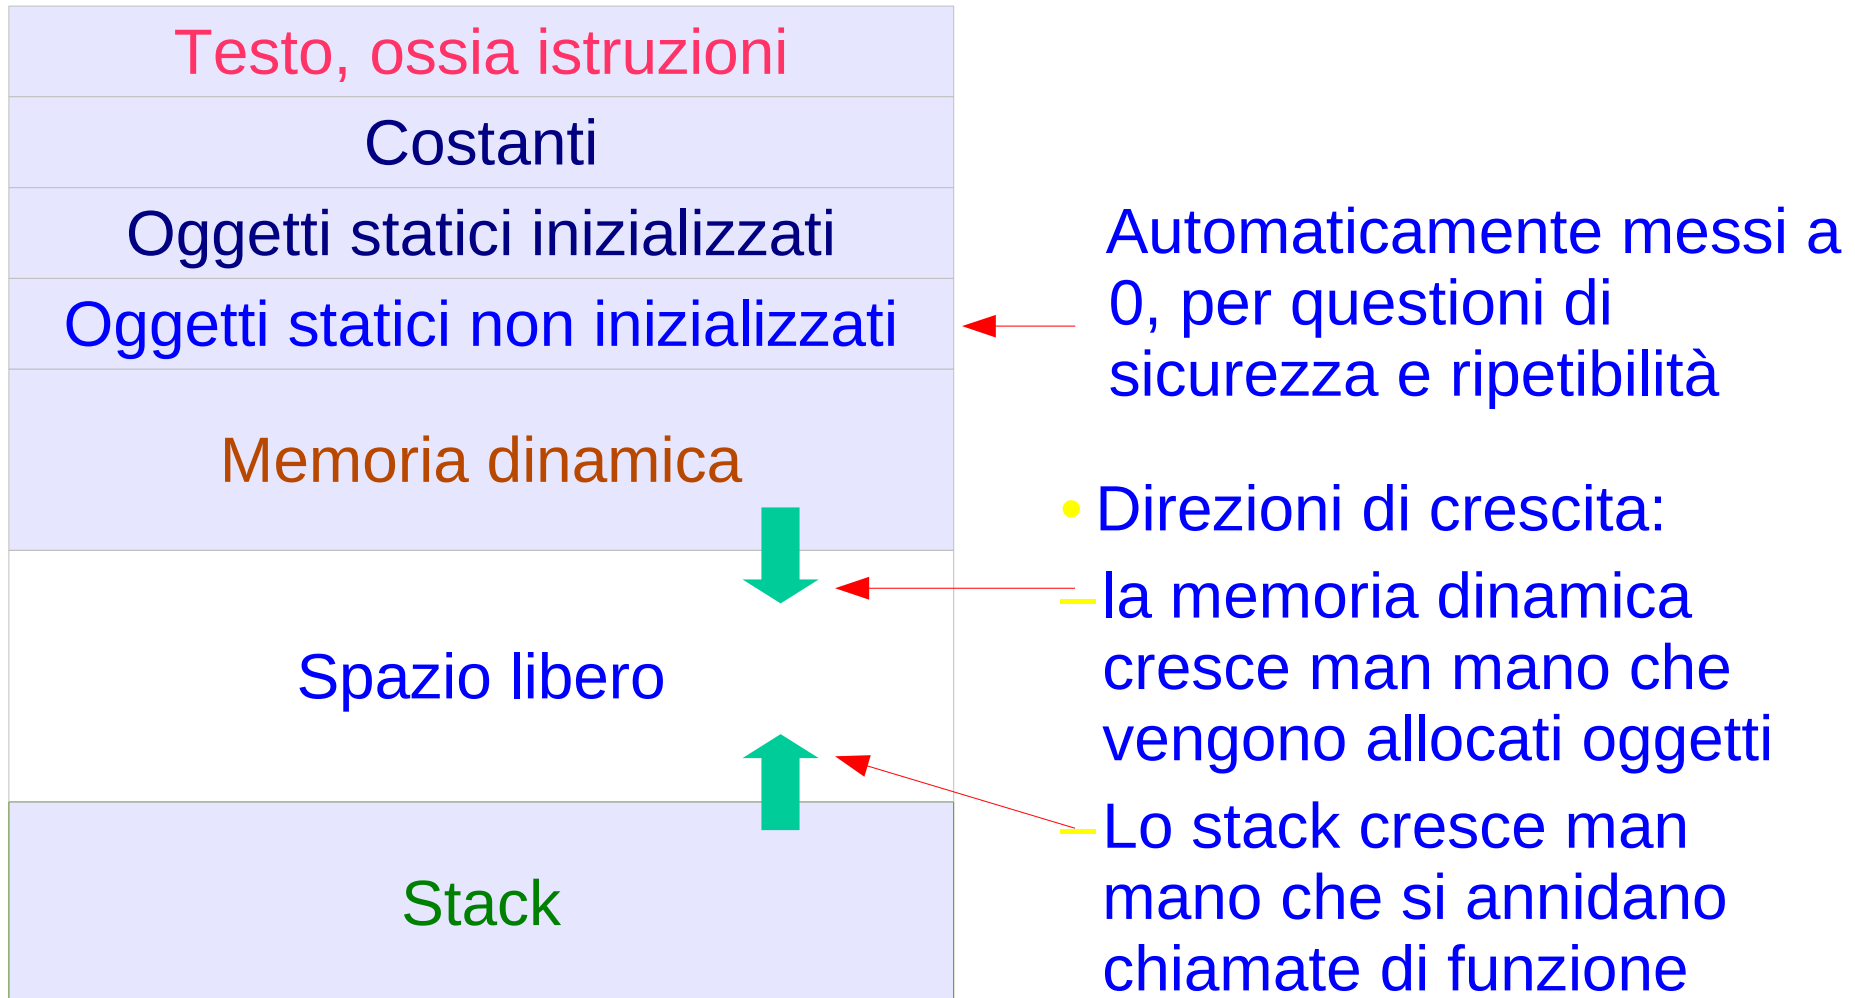 Testo, ossia istruzioni
Costanti
Oggetti statici inizializzati
Oggetti statici non inizializzati
Memoria dinamica
Spazio libero
Stack
Automaticamente messi a
0, per questioni di
sicurezza e ripetibilità
• Direzioni di crescita:
– la memoria dinamica
cresce man mano che
vengono allocati oggetti
– Lo stack cresce man
mano che si annidano
chiamate di funzione